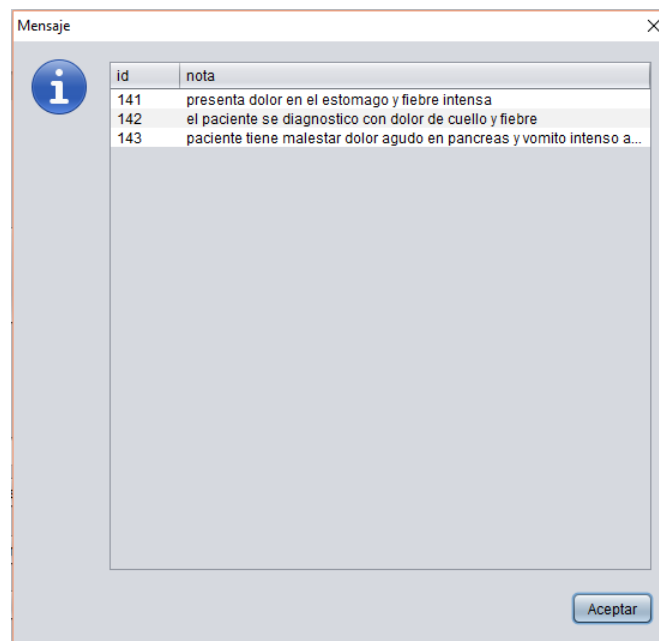 Mensaje
id nota
141 presenta dolor en el estomago y fiebre intensa
142 el paciente se diagnostico con dolor de cuello y fiebre
143 paciente tiene malestar dolor agudo en pancreas y vomito intenso a...
Aceptar